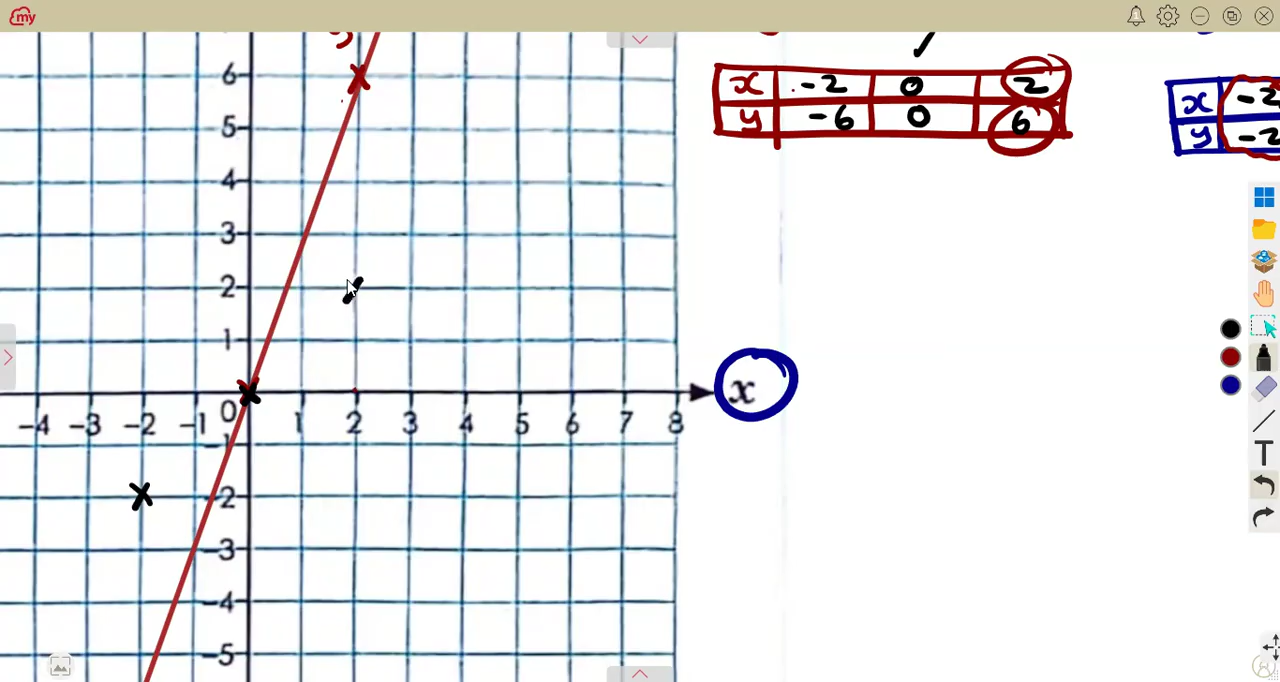 my
6
5
4
3
2
1
0
-4 -3 -2 -1 1 2 3 4 5 6 7 8
-1
-2
-3
-4
-5
x
x -2 0 2
y -6 0 6
x -2
y -2
T